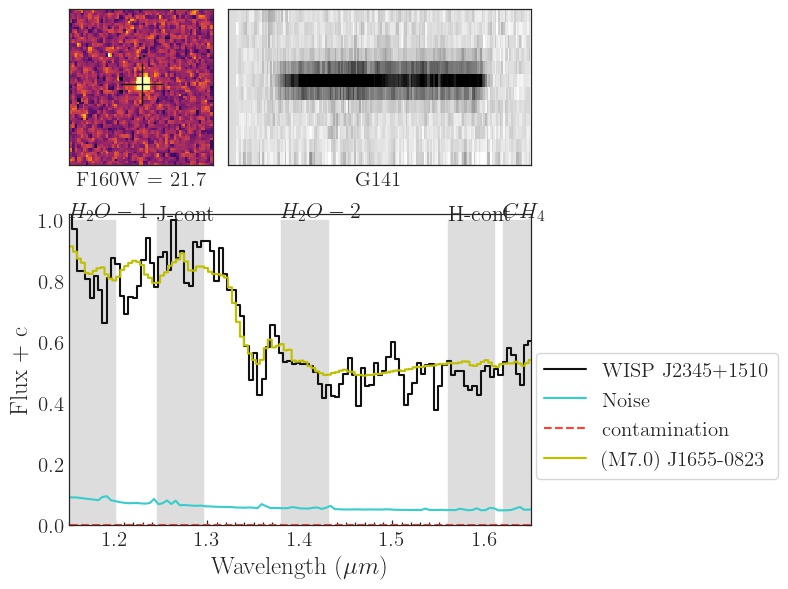 F160W = 21.7
G141
H₂O − 1 J-cont H₂O − 2 H-cont CH₄
1.0
0.8
0.6
0.4
0.2
0.0
Flux + c
1.2 1.3 1.4 1.5 1.6
Wavelength (μm)
WISP J2345+1510
Noise
contamination
(M7.0) J1655-0823